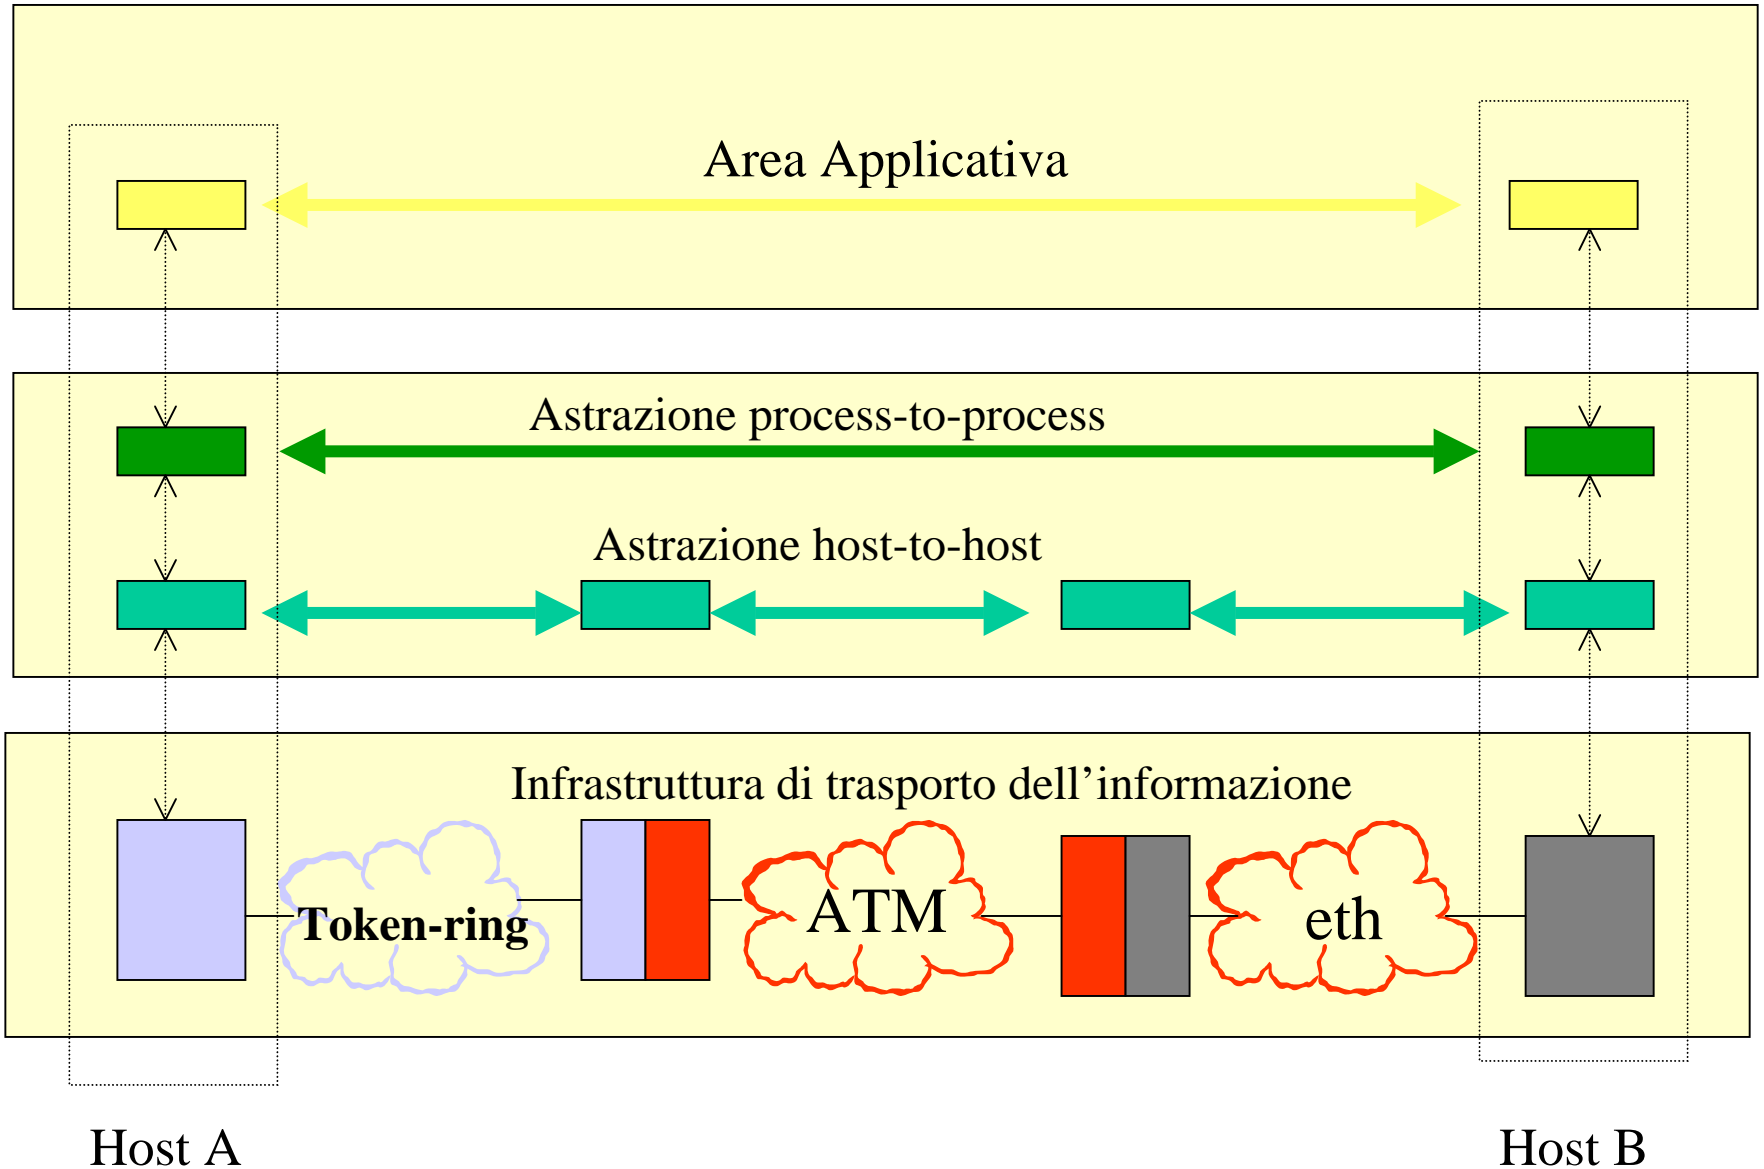 Area Applicativa
Astrazione process-to-process
Astrazione host-to-host
Infrastruttura di trasporto dell’informazione
Token-ring
ATM
eth
Host A
Host B